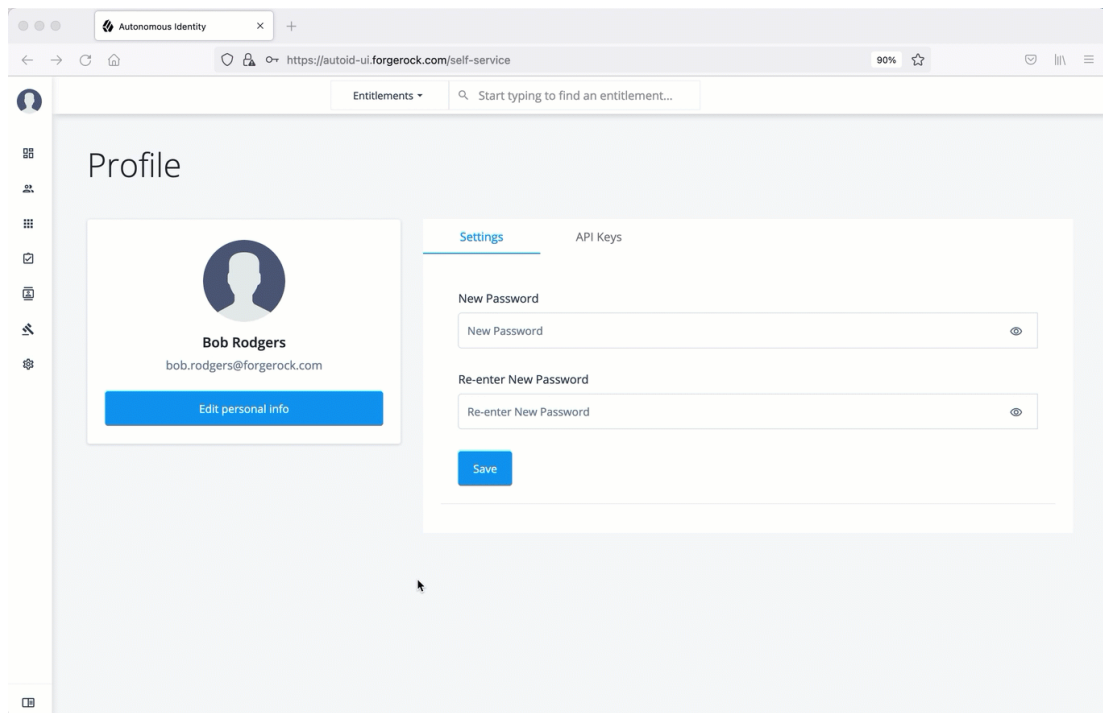 Autonomous Identity
https://autoid-ui.forgerock.com/self-service
90%
Entitlements
Start typing to find an entitlement...
Profile
Bob Rodgers
bob.rodgers@forgerock.com
Edit personal info
Settings
API Keys
New Password
New Password
Re-enter New Password
Re-enter New Password
Save